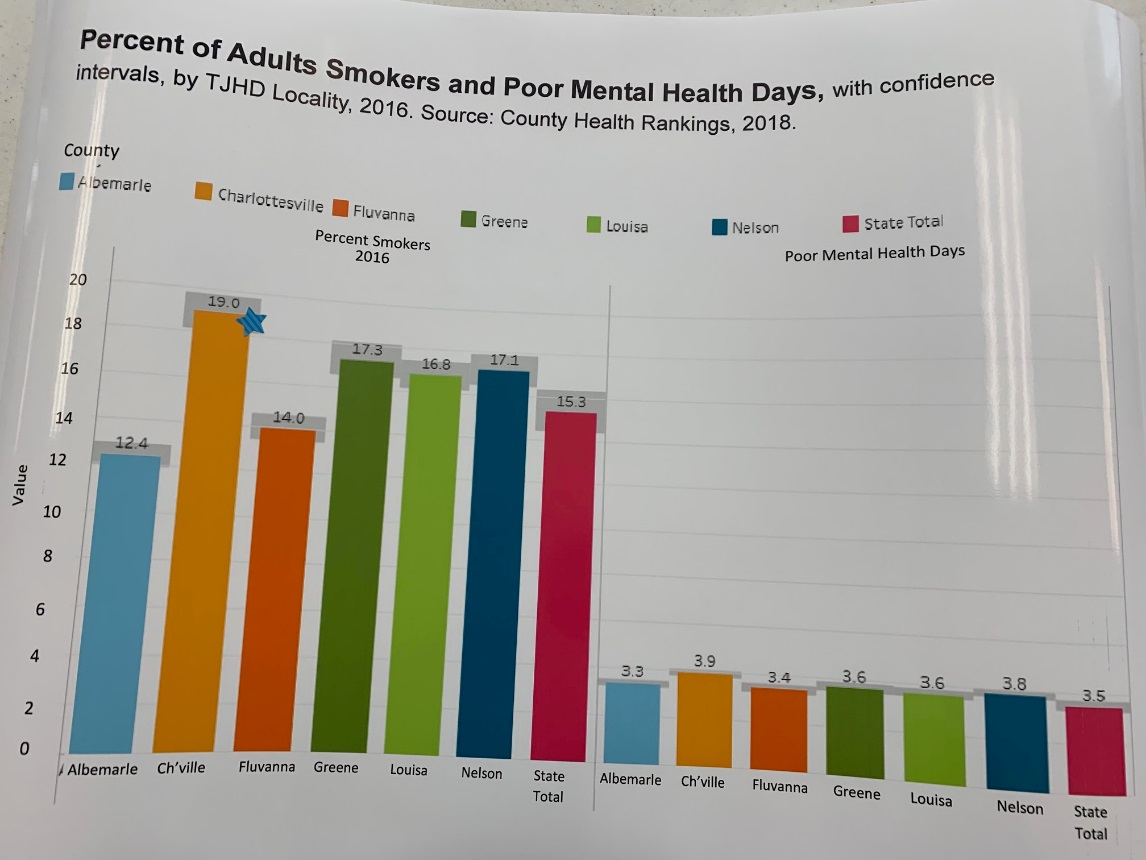 Percent of Adults Smokers and Poor Mental Health Days, with confidence
intervals, by TJHD Locality, 2016. Source: County Health Rankings, 2018.
County
Albemarle Charlottesville Fluvanna Greene Louisa Nelson State Total
Percent Smokers
2016
Poor Mental Health Days
Value
20
18
16
14
12
10
8
6
4
2
0
12.4
19.0
14.0
17.3
16.8
17.1
15.3
3.3
3.9
3.4
3.6
3.6
3.8
3.5
Albemarle Ch'ville Fluvanna Greene Louisa Nelson State
Total
Albemarle Ch'ville Fluvanna Greene Louisa Nelson State
Total